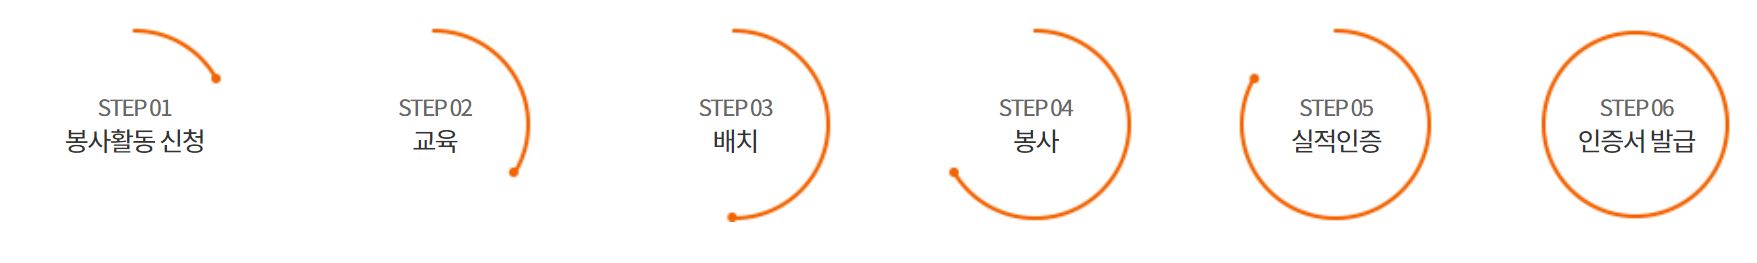 STEP 01
봉사활동 신청
STEP 02
교육
STEP 03
배치
STEP 04
봉사
STEP 05
실적인증
STEP 06
인증서 발급